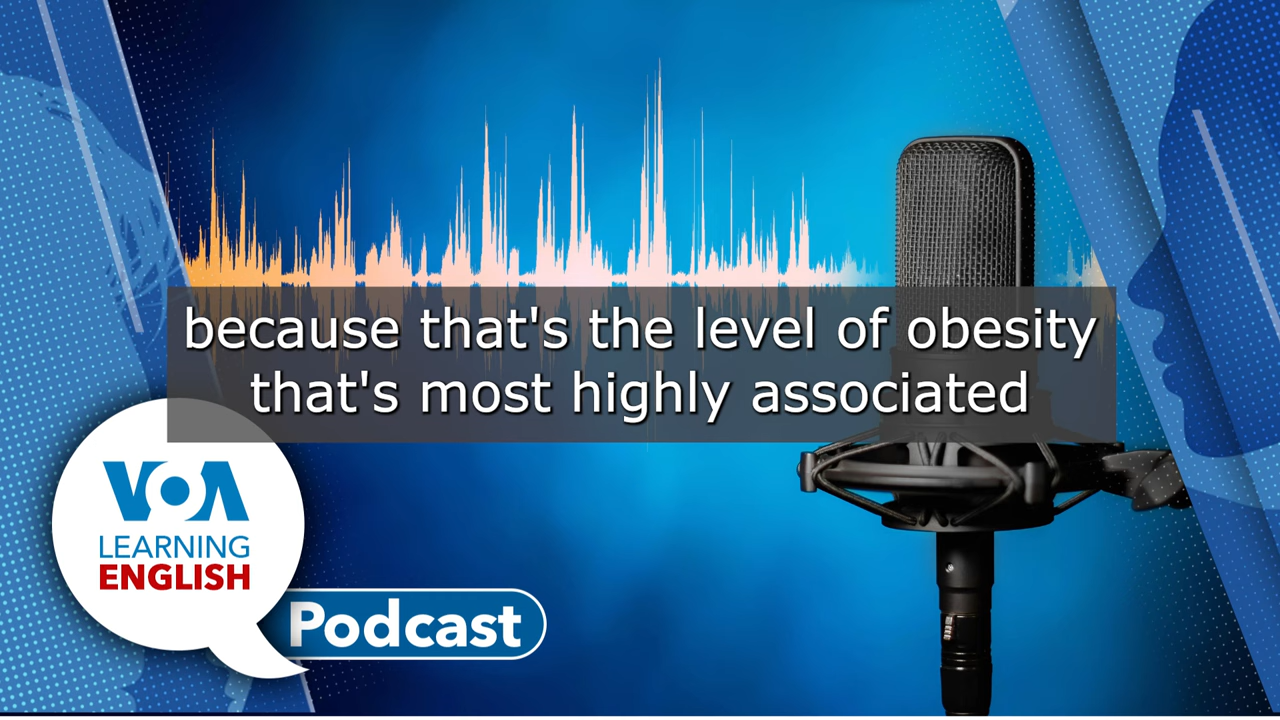 because that's the level of obesity
that's most highly associated
VOA
LEARNING
ENGLISH
Podcast